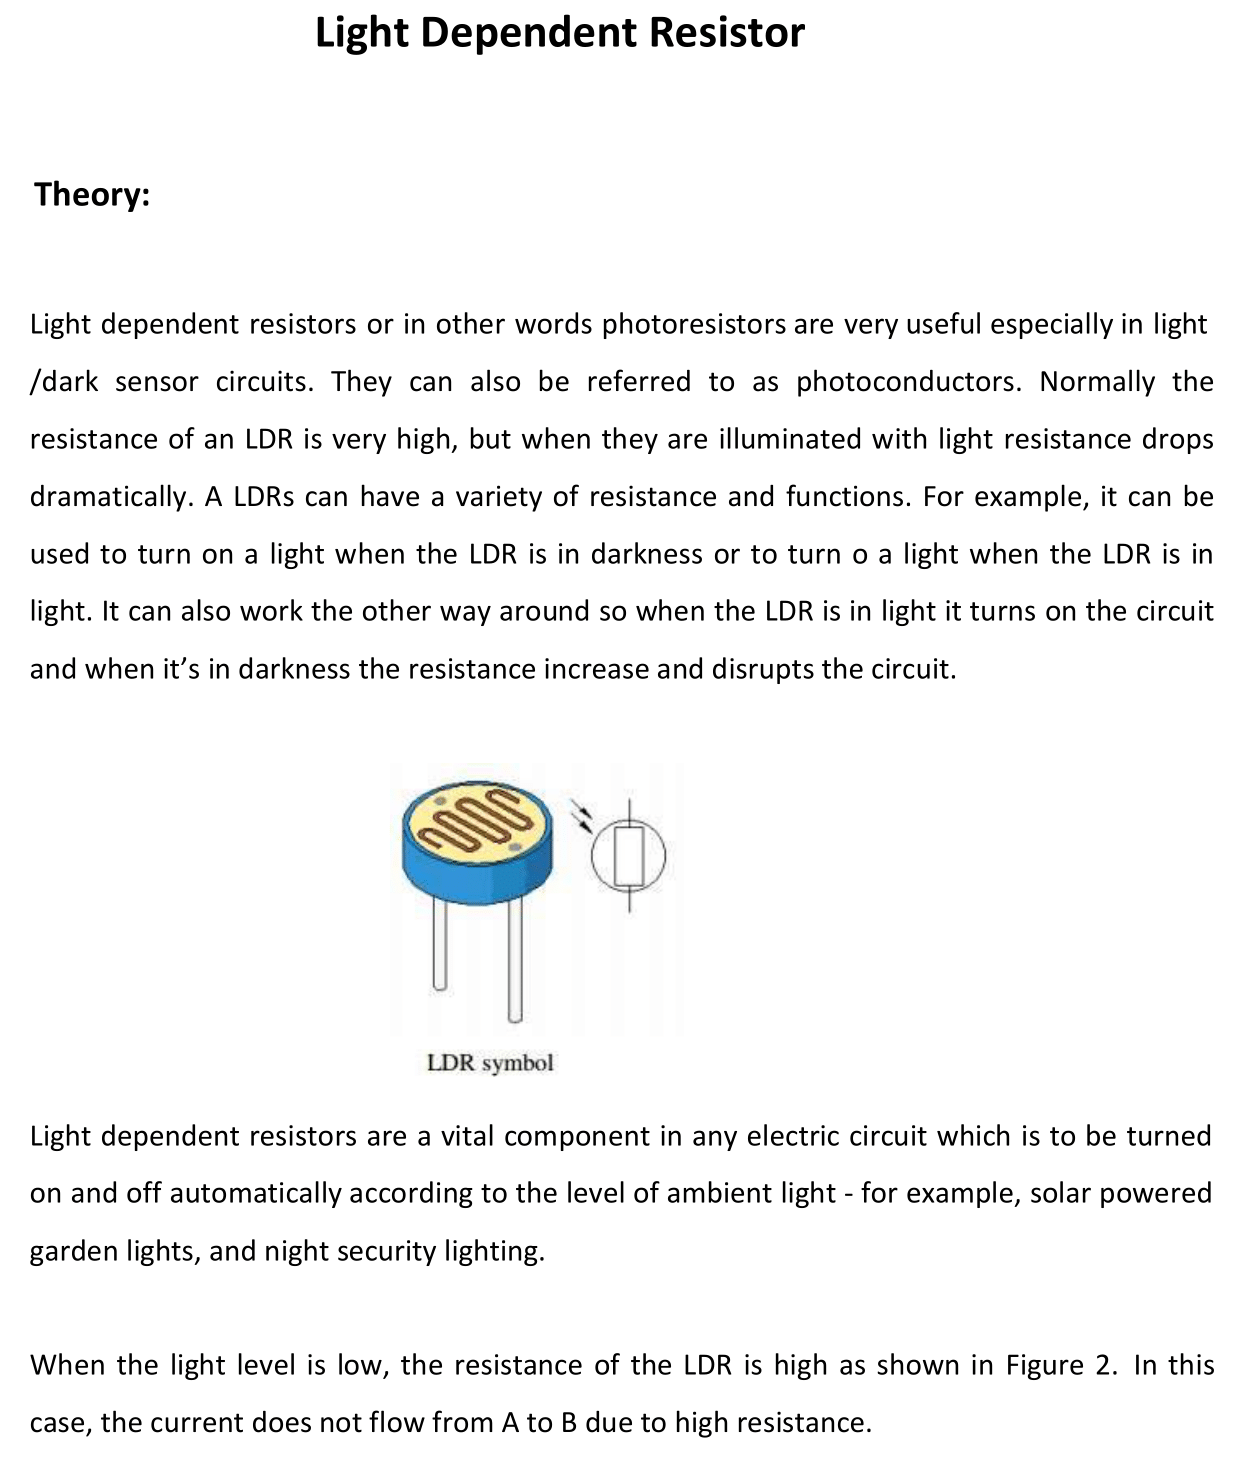 Light Dependent Resistor
Theory:
Light dependent resistors or in other words photoresistors are very useful especially in light
/dark sensor circuits. They can also be referred to as photoconductors. Normally the
resistance of an LDR is very high, but when they are illuminated with light resistance drops
dramatically. A LDRs can have a variety of resistance and functions. For example, it can be
used to turn on a light when the LDR is in darkness or to turn o a light when the LDR is in
light. It can also work the other way around so when the LDR is in light it turns on the circuit
and when it’s in darkness the resistance increase and disrupts the circuit.
LDR symbol
Light dependent resistors are a vital component in any electric circuit which is to be turned
on and off automatically according to the level of ambient light - for example, solar powered
garden lights, and night security lighting.
When the light level is low, the resistance of the LDR is high as shown in Figure 2. In this
case, the current does not flow from A to B due to high resistance.